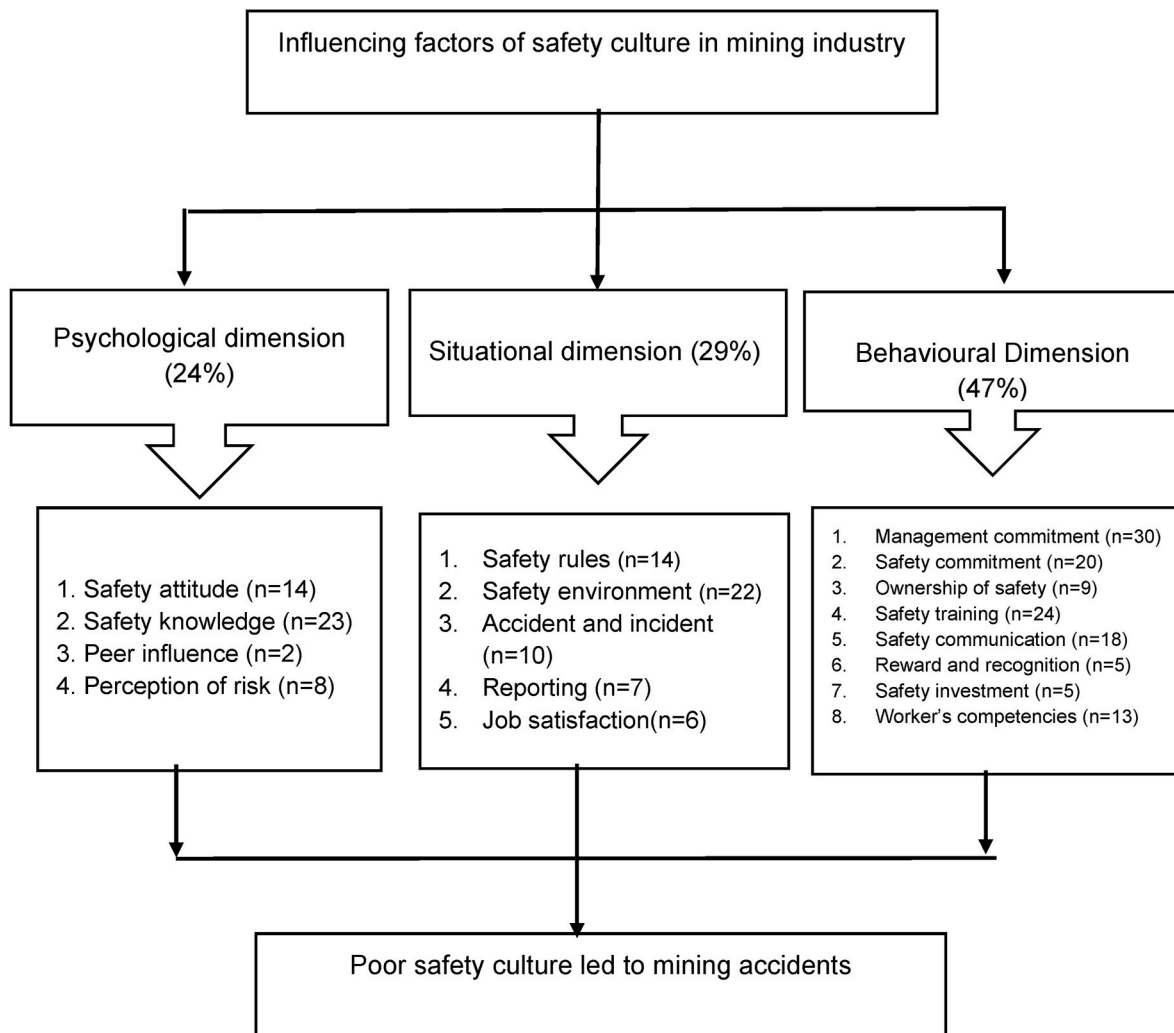 Influencing factors of safety culture in mining industry
Psychological dimension
(24%)
Situational dimension (29%)
Behavioural Dimension
(47%)
1. Safety attitude (n=14)
2. Safety knowledge (n=23)
3. Peer influence (n=2)
4. Perception of risk (n=8)
1. Safety rules (n=14)
2. Safety environment (n=22)
3. Accident and incident
(n=10)
4. Reporting (n=7)
5. Job satisfaction(n=6)
1. Management commitment (n=30)
2. Safety commitment (n=20)
3. Ownership of safety (n=9)
4. Safety training (n=24)
5. Safety communication (n=18)
6. Reward and recognition (n=5)
7. Safety investment (n=5)
8. Worker’s competencies (n=13)
Poor safety culture led to mining accidents